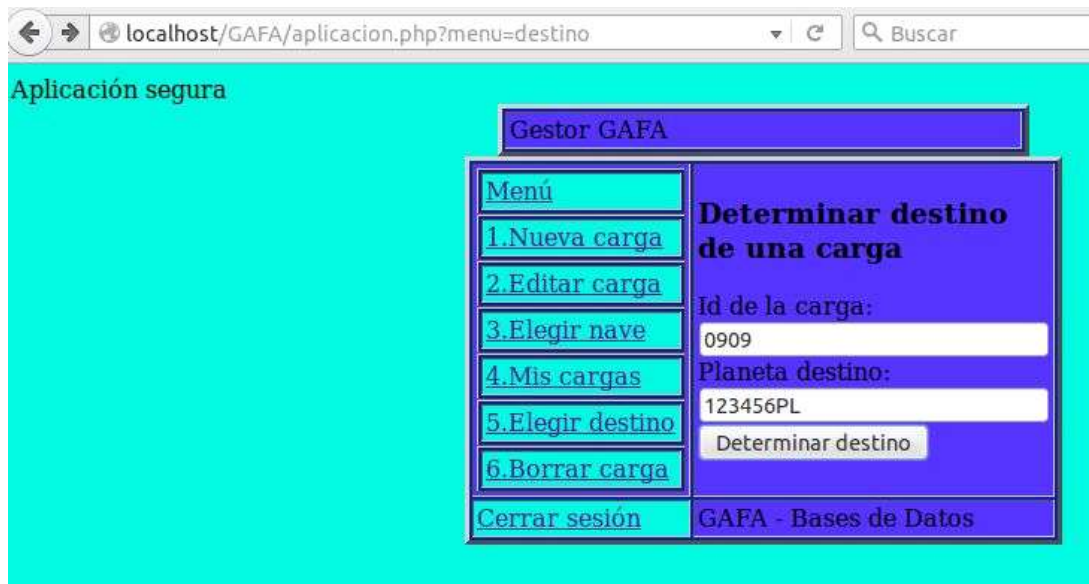 localhost/GAFA/aplicacion.php?menu=destino
Buscar
Aplicación segura
Gestor GAFA
Menú
1.Nueva carga
2.Editar carga
3.Elegir nave
4.Mis cargas
5.Elegir destino
6.Borrar carga
Cerrar sesión
Determinar destino
de una carga
Id de la carga:
0909
Planeta destino:
123456PL
Determinar destino
GAFA - Bases de Datos